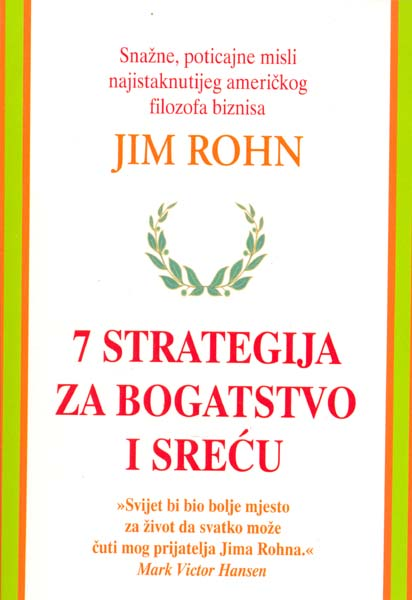 Snažne, poticajne misli
najistaknutijeg američkog
filozofa biznisa
JIM ROHN
7 STRATEGIJA
ZA BOGATSTVO
I SREĆU
»Svijet bi bio bolje mjesto
za život da svatko može
čuti mog prijatelja Jima Rohna.«
Mark Victor Hansen